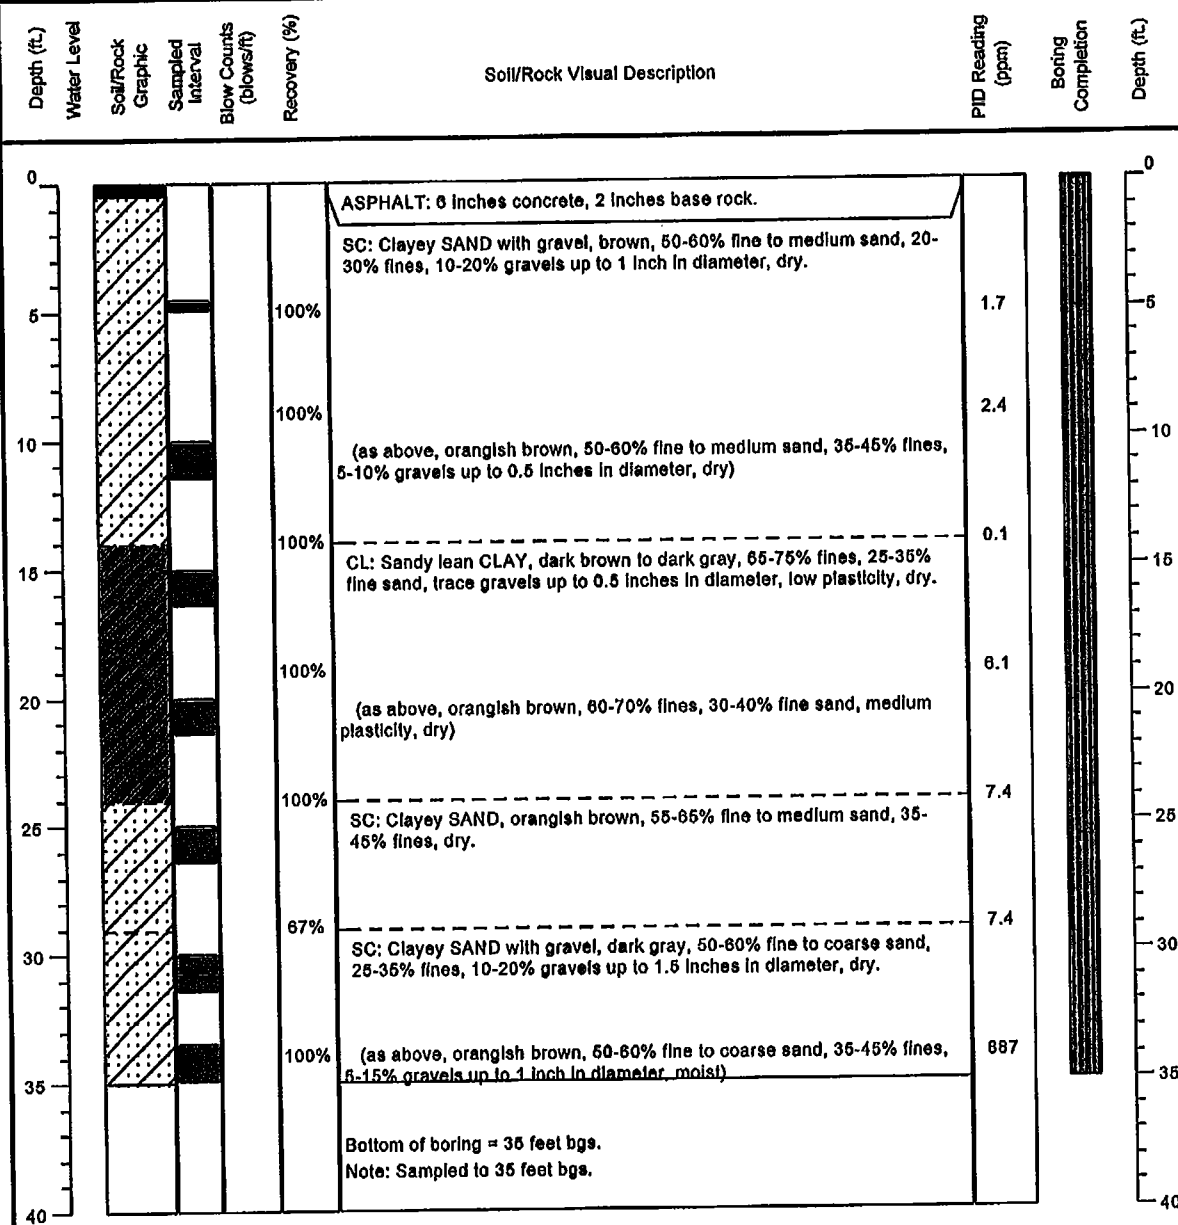 Depth (ft.)
Water Level
Soil/Rock
Graphic
Sampled
Interval
Blow Counts
(blows/ft)
Recovery (%)
Soil/Rock Visual Description
PID Reading
(ppm)
Boring
Completion
Depth (ft.)
0
0
ASPHALT: 6 inches concrete, 2 inches base rock.
SC: Clayey SAND with gravel, brown, 50-60% fine to medium sand, 20-
30% fines, 10-20% gravels up to 1 inch in diameter, dry.
5
100%
1.7
5
100%
2.4
10
10
(as above, orangish brown, 50-60% fine to medium sand, 35-45% fines,
5-10% gravels up to 0.5 inches in diameter, dry)
100%
0.1
15
15
CL: Sandy lean CLAY, dark brown to dark gray, 65-75% fines, 25-35%
fine sand, trace gravels up to 0.5 inches in diameter, low plasticity, dry.
100%
6.1
20
20
(as above, orangish brown, 60-70% fines, 30-40% fine sand, medium
plasticity, dry)
100%
7.4
25
25
SC: Clayey SAND, orangish brown, 55-65% fine to medium sand, 35-
45% fines, dry.
67%
7.4
30
30
SC: Clayey SAND with gravel, dark gray, 50-60% fine to coarse sand,
25-35% fines, 10-20% gravels up to 1.5 inches in diameter, dry.
100%
887
(as above, orangish brown, 50-60% fine to coarse sand, 35-45% fines,
5-15% gravels up to 1 inch in diameter, moist)
35
35
Bottom of boring = 35 feet bgs.
Note: Sampled to 35 feet bgs.
40
40